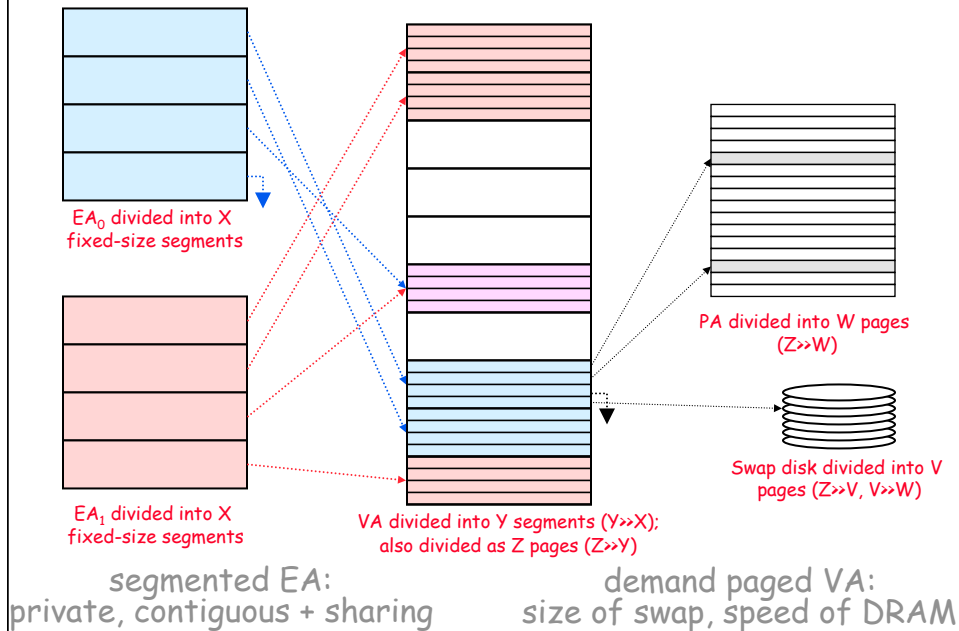 EA₀ divided into X
fixed-size segments
EA₁ divided into X
fixed-size segments
VA divided into Y segments (Y>>X);
also divided as Z pages (Z>>Y)
PA divided into W pages
(Z>>W)
Swap disk divided into V
pages (Z>>V, V>>W)
segmented EA:
private, contiguous + sharing
demand paged VA:
size of swap, speed of DRAM